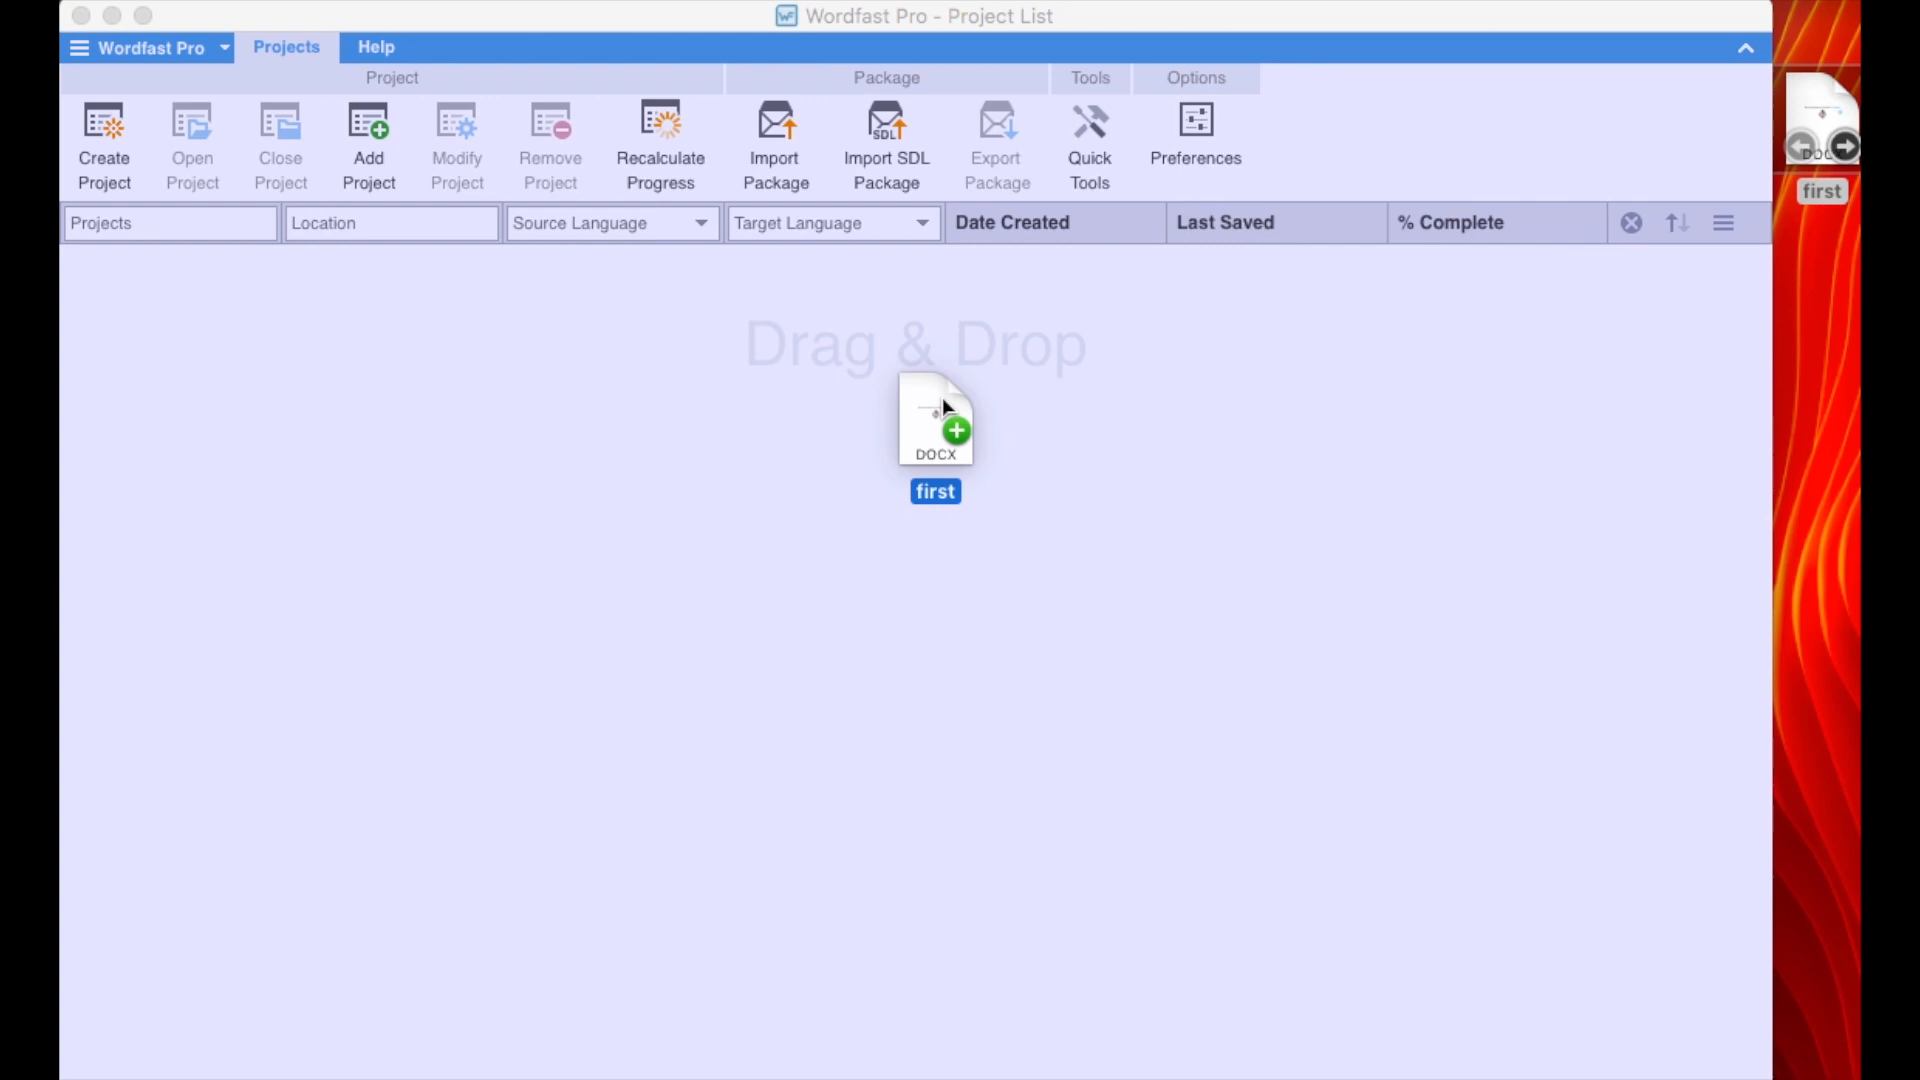 Wordfast Pro - Project List
Wordfast Pro Projects Help
Project Package Tools Options
Create Project
Open Project
Close Project
Add Project
Modify Project
Remove Project
Recalculate Progress
Import Package
SDL
Import SDL Package
Export Package
Quick Tools
Preferences
Projects Location Source Language Target Language Date Created Last Saved % Complete
Drag & Drop
DOCX
first
DOCX
first